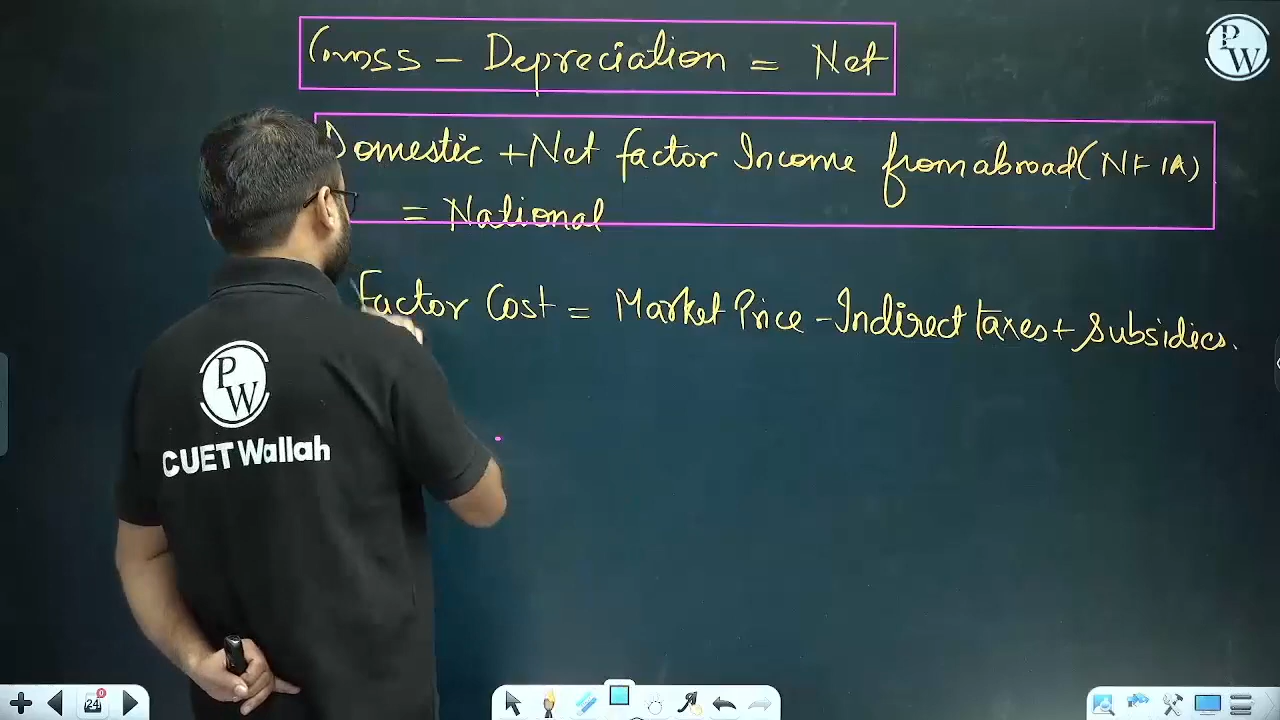 Gross - Depreciation = Net
PW
Domestic + Net factor Income from abroad (NFIA)
= National
Factor Cost = Market Price - Indirect taxes + Subsidies.
PW
CUET Wallah
24